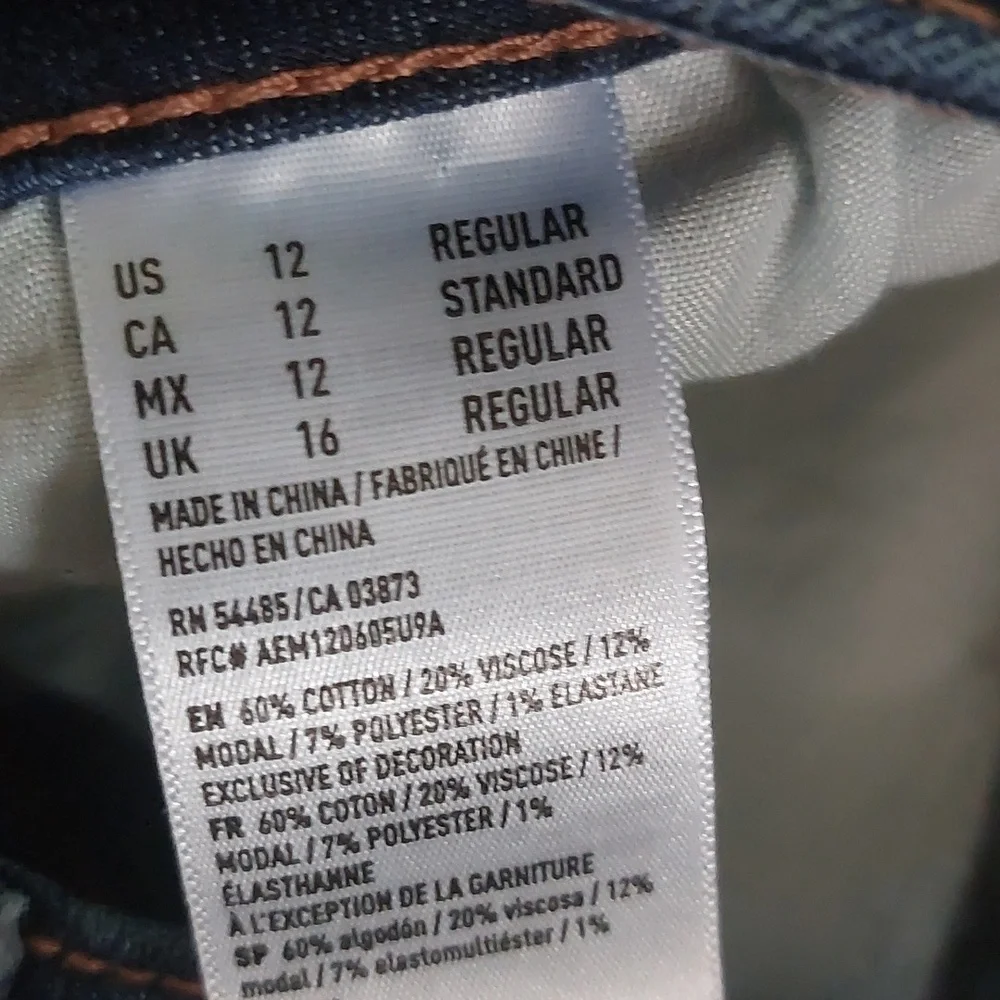 US 12 REGULAR
CA 12 STANDARD
MX 12 REGULAR
UK 16 REGULAR
MADE IN CHINA / FABRIQUÉ EN CHINE /
HECHO EN CHINA
RN 54485 / CA 03873
RFC# AEM120605U9A
EN 60% COTTON / 20% VISCOSE / 12%
MODAL / 7% POLYESTER / 1% ELASTANE
EXCLUSIVE OF DECORATION
FR 60% COTON / 20% VISCOSE / 12%
MODAL / 7% POLYESTER / 1%
ÉLASTHANNE
À L'EXCEPTION DE LA GARNITURE
SP 60% algodón / 20% viscosa / 12%
modal / 7% elastomultiéster / 1%